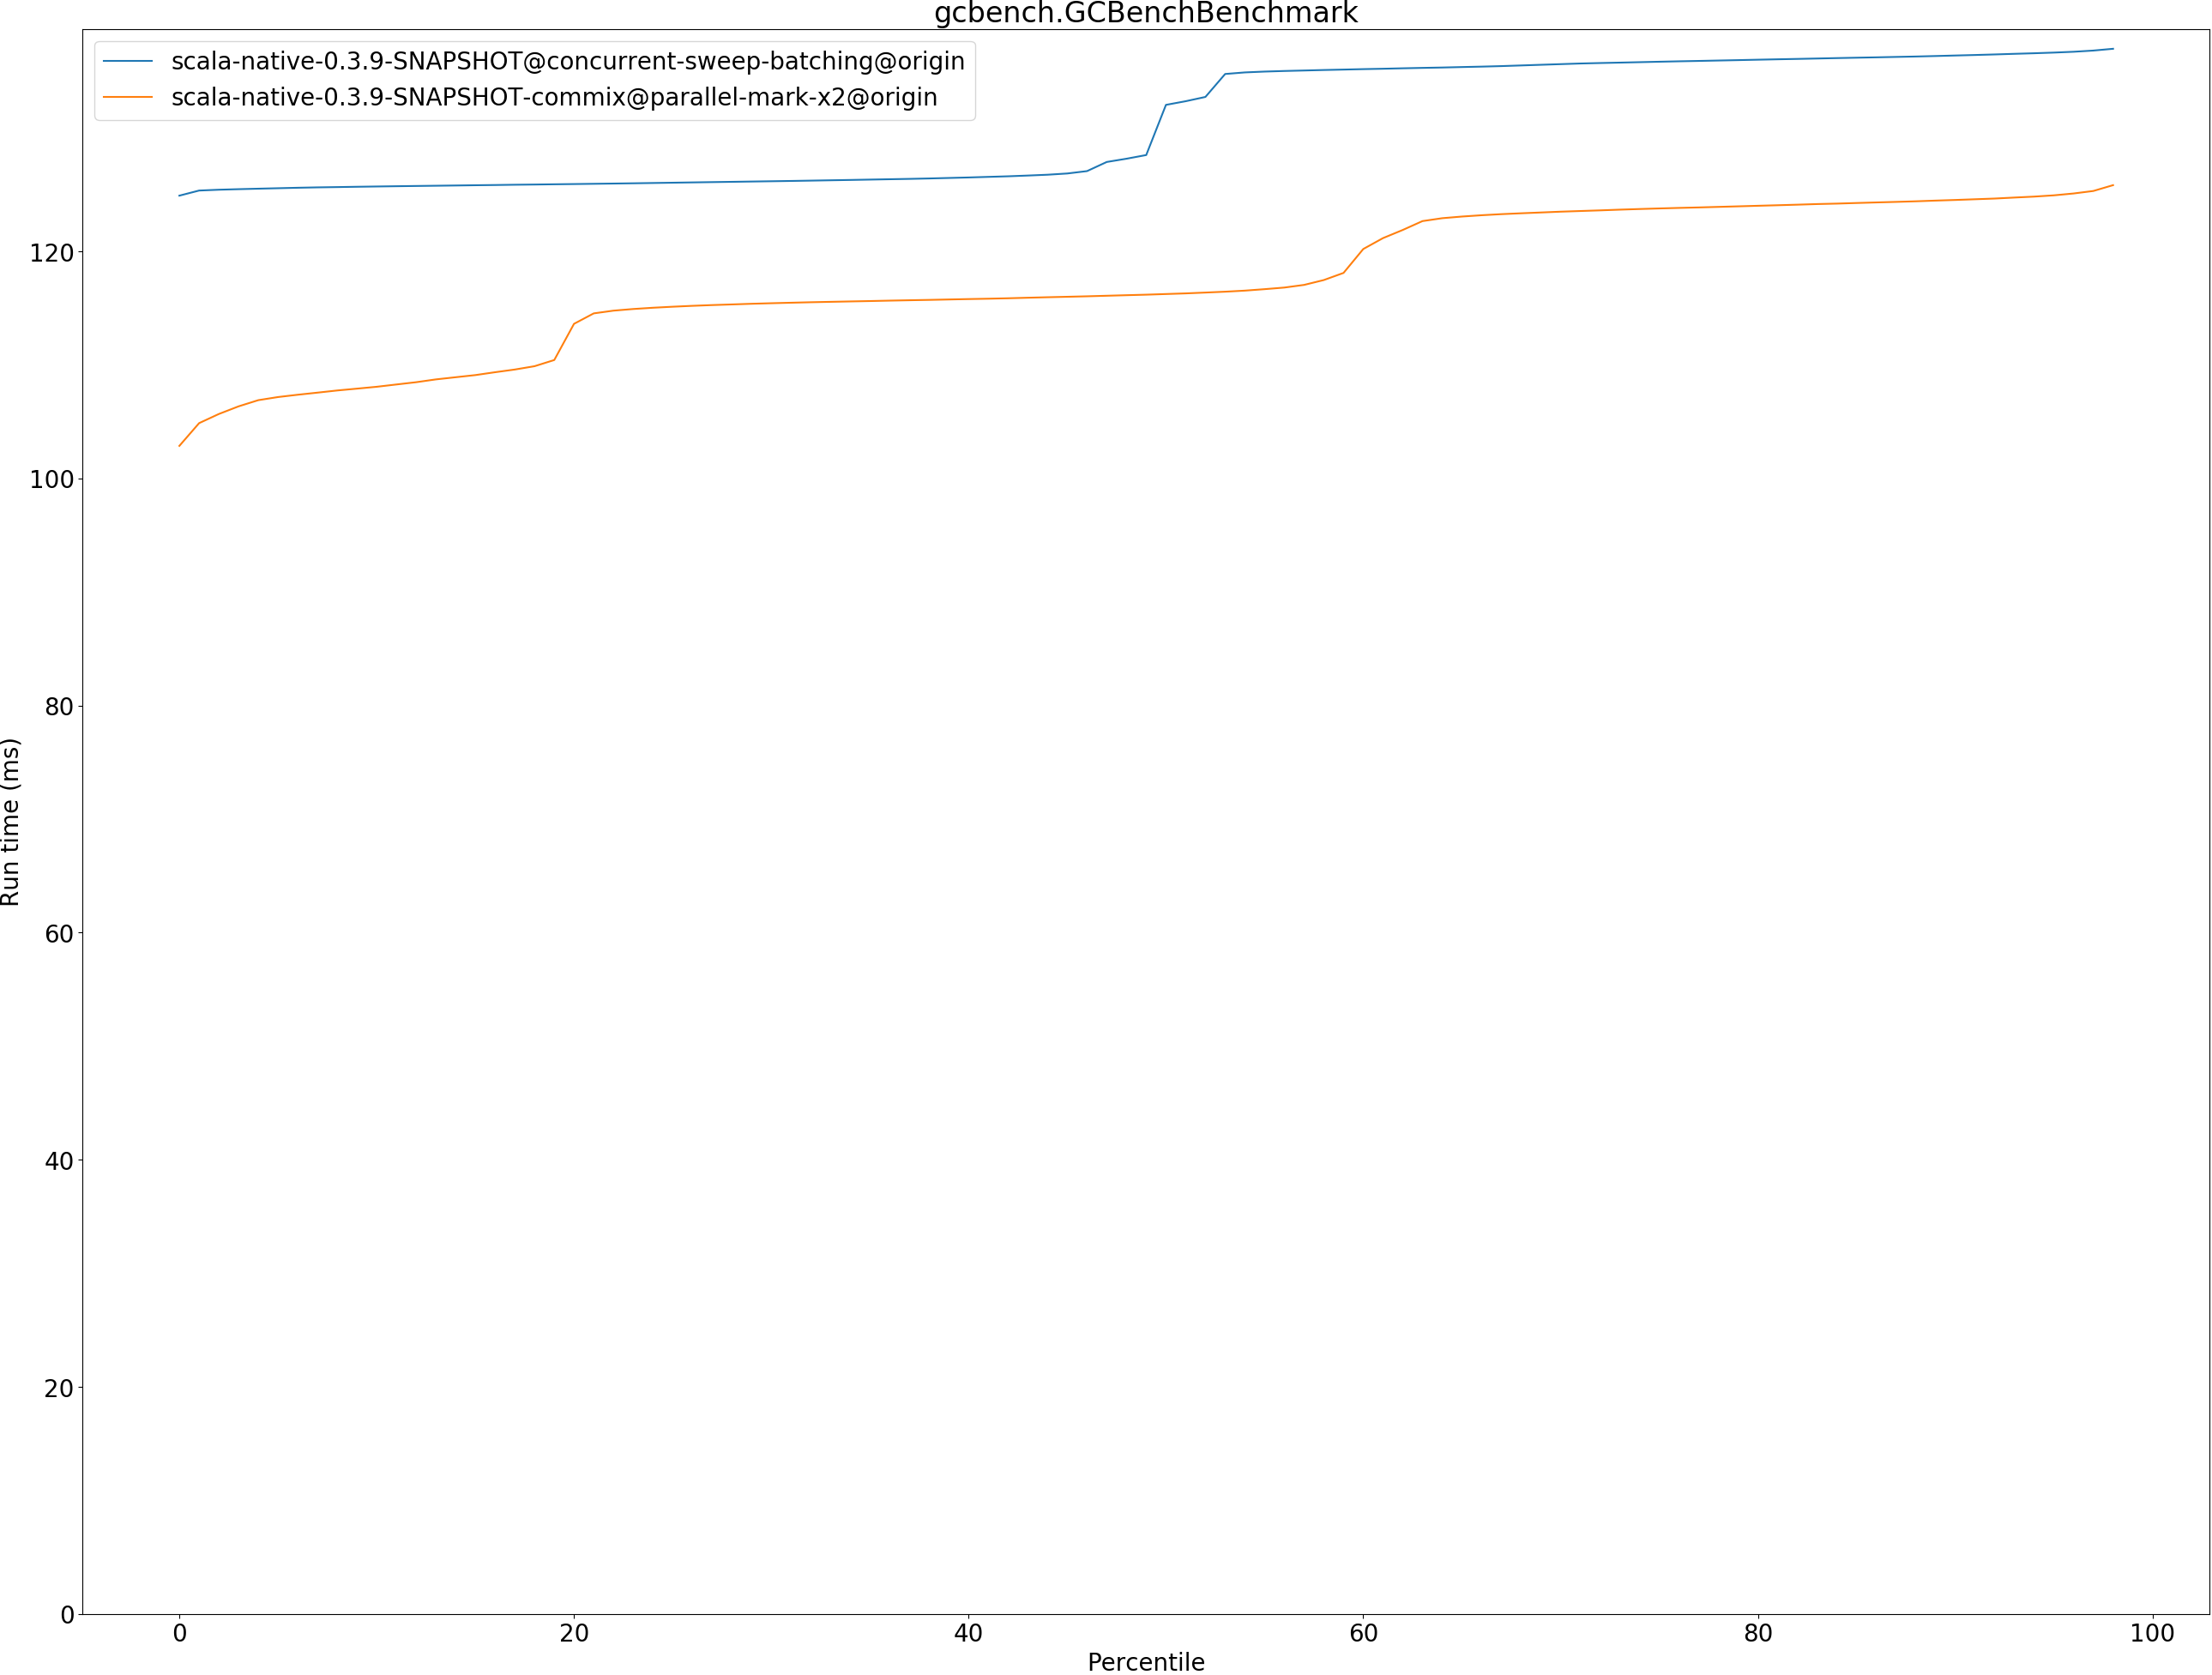 gcbench.GCBenchBenchmark
scala-native-0.3.9-SNAPSHOT@concurrent-sweep-batching@origin
scala-native-0.3.9-SNAPSHOT-commix@parallel-mark-x2@origin
120
100
80
60
40
20
0
Run time (ms)
0 20 40 60 80 100
Percentile